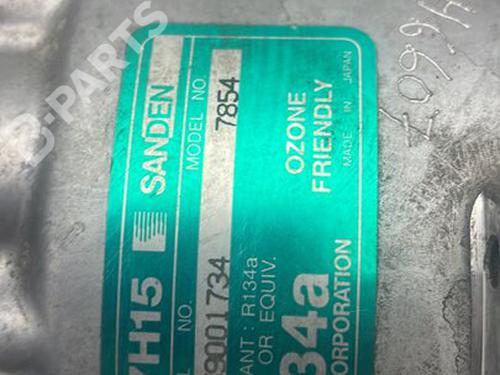 7H15 SANDEN
MODEL NO.
7854
NO.
9001734
ANT : R134a
OR EQUIV.
OZONE
FRIENDLY
MADE IN JAPAN
34a
ORPORATION
B-PARTS